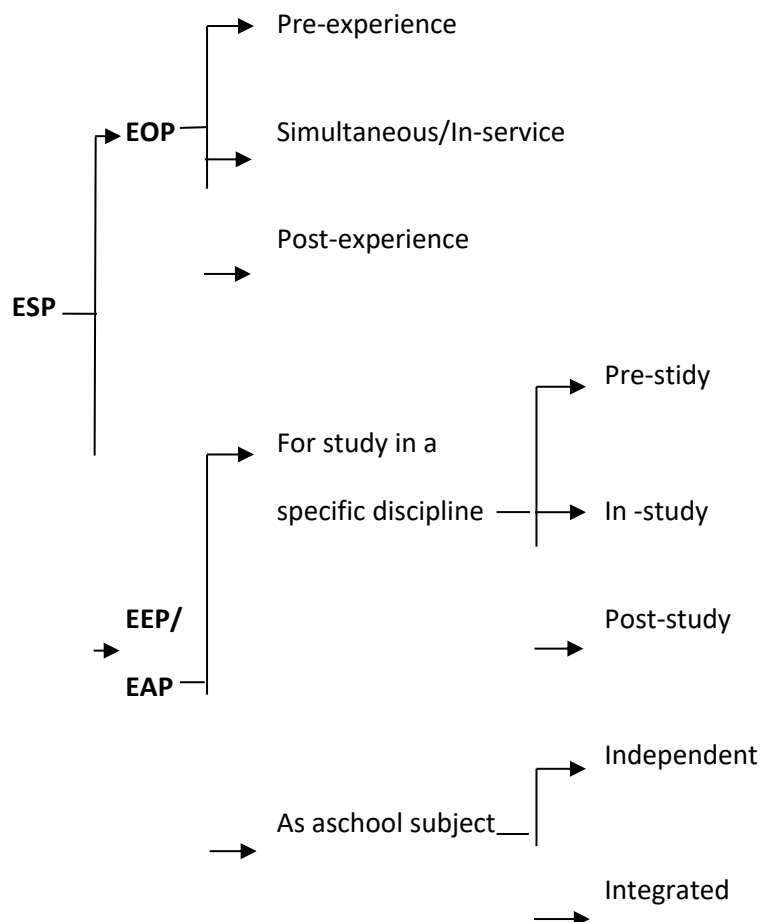 Pre-experience
EOP
Simultaneous/In-service
Post-experience
ESP
Pre-stidy
For study in a
specific discipline
In -study
EEP/
Post-study
EAP
Independent
As aschool subject
Integrated